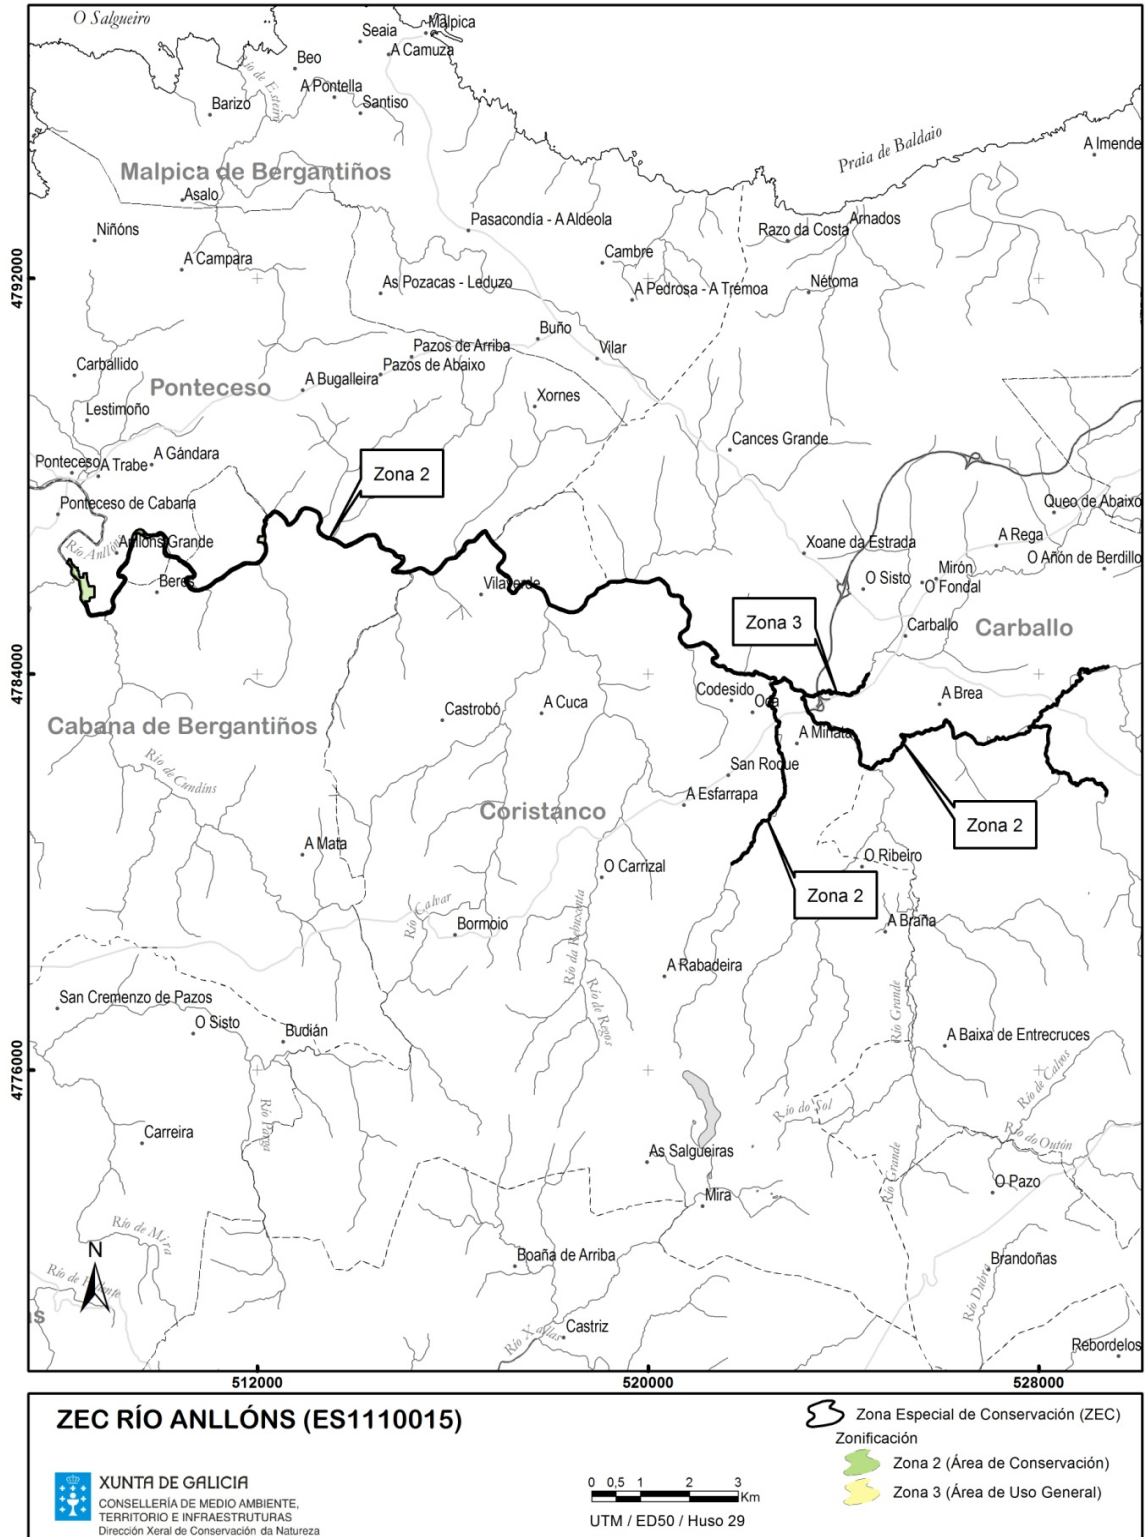 O Salgueiro
Malpica
Seaia
A Camuza
Beo
Río de Esteiro
A Pontella
Santiso
Barizo
Praia de Baldaio
A Imende
Malpica de Bergantiños
Asalo
Niñóns
Pasacondía - A Aldeola
Arnados
Razo da Costa
A Campara
Cambre
4792000
As Pozacas - Leduzo
A Pedrosa - A Trémoa
Nétoma
Buño
Vilar
Pazos de Arriba
Pazos de Abaixo
Carballido
Ponteceso
A Bugalleira
Xornes
Lestimoño
Cances Grande
A Gándara
Ponteceso
A Trabe
Zona 2
Ponteceso de Cabana
Queo de Abaixo
Río Anllóns
Anllóns Grande
Xoane da Estrada
A Rega
O Añón de Berdillo
Beres
Vilaverde
O Sisto
Mirón
O Fondal
Zona 3
Carballo
Carballo
4784000
Codesido
Oca
A Brea
Castrobó
A Cuca
Cabana de Bergantiños
A Miñata
Río de Cundíns
San Roque
A Esfarrapa
Coristanco
Zona 2
A Mata
O Ribeiro
O Carrizal
Zona 2
Río Calvar
Bormoio
A Braña
A Rabadeira
San Cremenzo de Pazos
Río de Regos
Río Grande
O Sisto
Budián
A Baixa de Entrecruces
4776000
Río de Calvos
Río do Sol
Carreira
Río do Outón
As Salgueiras
Río Grande
O Pazo
Mira
Río de Mira
N
Boaña de Arriba
Brandoñas
Río Dubra
Castriz
Río Xallas
Rebordelos
512000
520000
528000
ZEC RÍO ANLLÓNS (ES1110015)
Zona Especial de Conservación (ZEC)
Zonificación
Zona 2 (Área de Conservación)
Zona 3 (Área de Uso General)
XUNTA DE GALICIA
CONSELLERÍA DE MEDIO AMBIENTE,
TERRITORIO E INFRAESTRUTURAS
Dirección Xeral de Conservación da Natureza
0 0,5 1 2 3
Km
UTM / ED50 / Huso 29